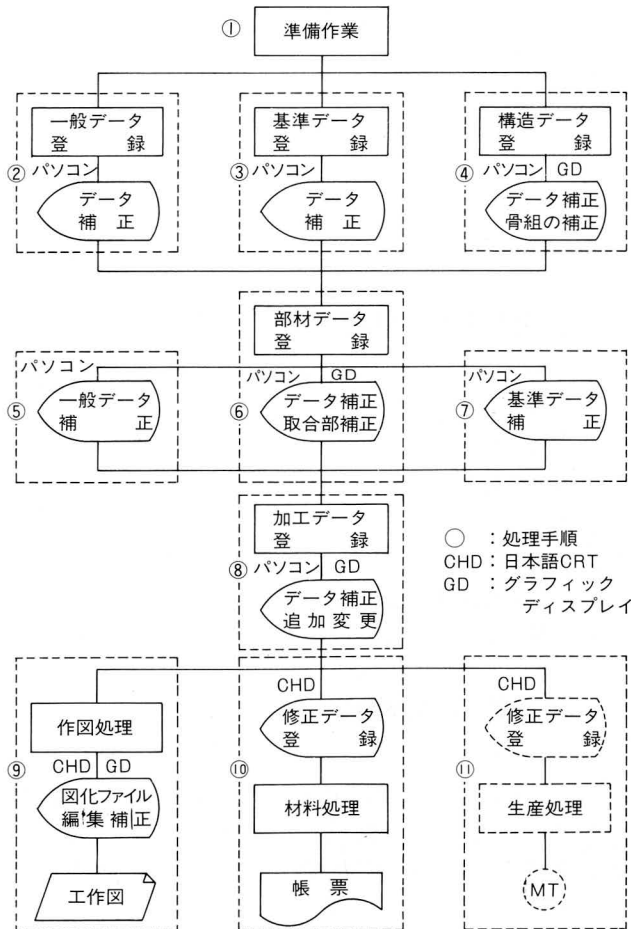 ① 準備作業
一般データ
登 録
② パソコン
データ
補 正
基準データ
登 録
③ パソコン
データ
補 正
構造データ
登 録
④ パソコン GD
データ補正
骨組の補正
部材データ
登 録
パソコン
⑤ 一般データ
補 正
パソコン GD
⑥ データ補正
取合部補正
パソコン
⑦ 基準データ
補 正
加工データ
登 録
⑧ パソコン GD
データ補正
追加変更
○ :処理手順
CHD:日本語CRT
GD :グラフィック
ディスプレイ
作図処理
⑨ CHD GD
図化ファイル
編集補正
工作図
CHD
修正データ
登 録
⑩ 材料処理
帳 票
CHD
修正データ
登 録
⑪ 生産処理
MT